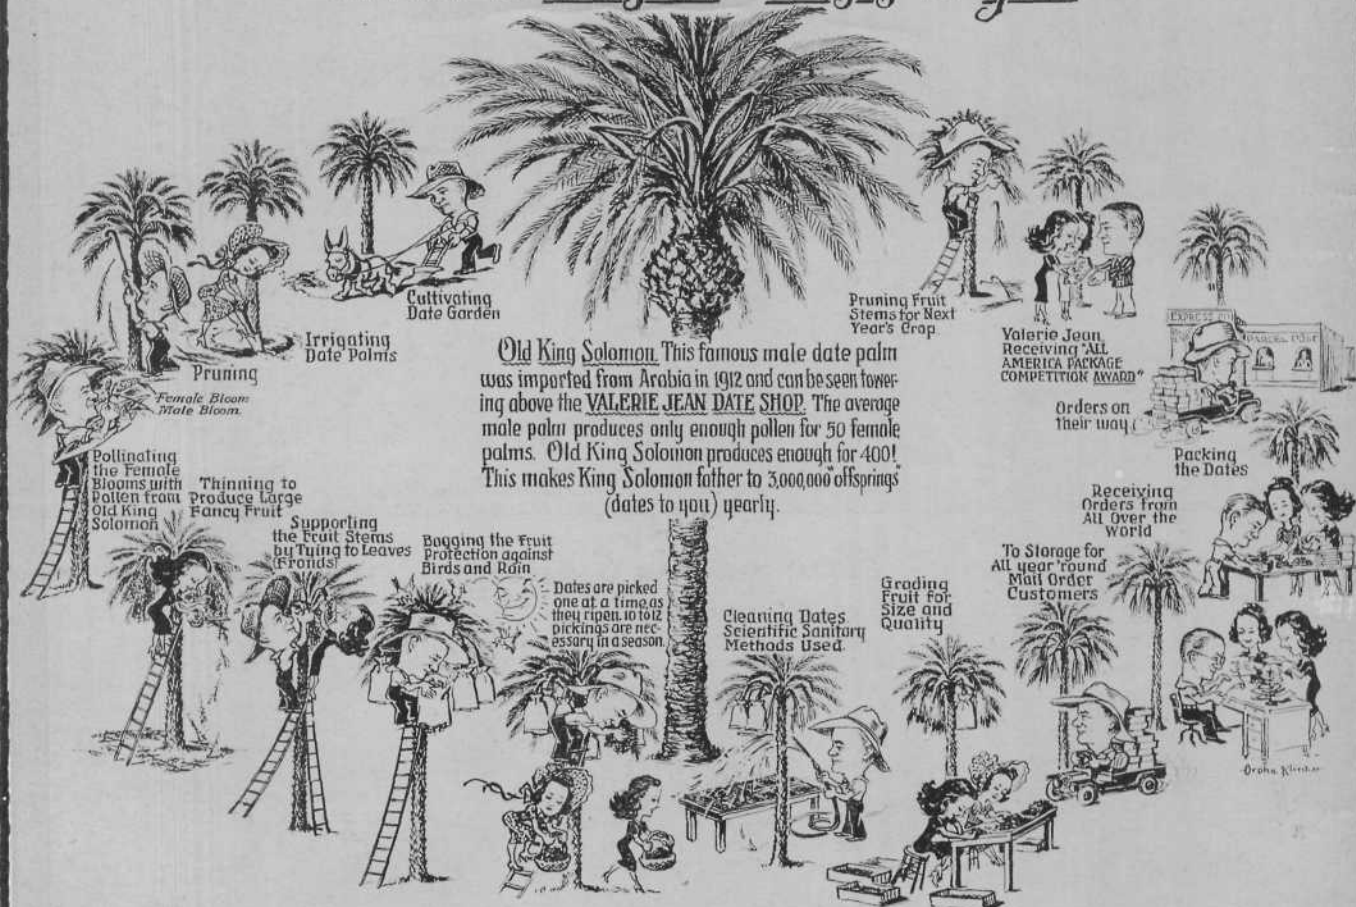 Cultivating
Date Garden
Irrigating
Date Palms
Pruning
Female Bloom
Male Bloom.
Pollinating
the Female
Blooms with
Pollen from
Old King
Solomon
Thinning to
Produce Large
Fancy Fruit
Supporting
the Fruit Stems
by Tying to Leaves
(Fronds)
Bagging the Fruit
Protection against
Birds and Rain
Dates are picked
one at a time as
they ripen. 10 to 12
pickings are nec-
essary in a season.
Old King Solomon. This famous male date palm
was imported from Arabia in 1912 and can be seen tower-
ing above the VALERIE JEAN DATE SHOP. The average
male palm produces only enough pollen for 50 female
palms. Old King Solomon produces enough for 400!
This makes King Solomon father to 3,000,000 "offsprings"
(dates to you) yearly.
Cleaning Dates
Scientific Sanitary
Methods Used.
Grading
Fruit for
Size and
Quality
To Storage for
All year 'round
Mail Order
Customers
Receiving
Orders from
All Over the
World
Packing
the Dates
Orders on
their way
EXPRESS CO
PARCEL POST
Valerie Jean
Receiving "ALL
AMERICA PACKAGE
COMPETITION AWARD"
Pruning Fruit
Stems for Next
Year's Crop